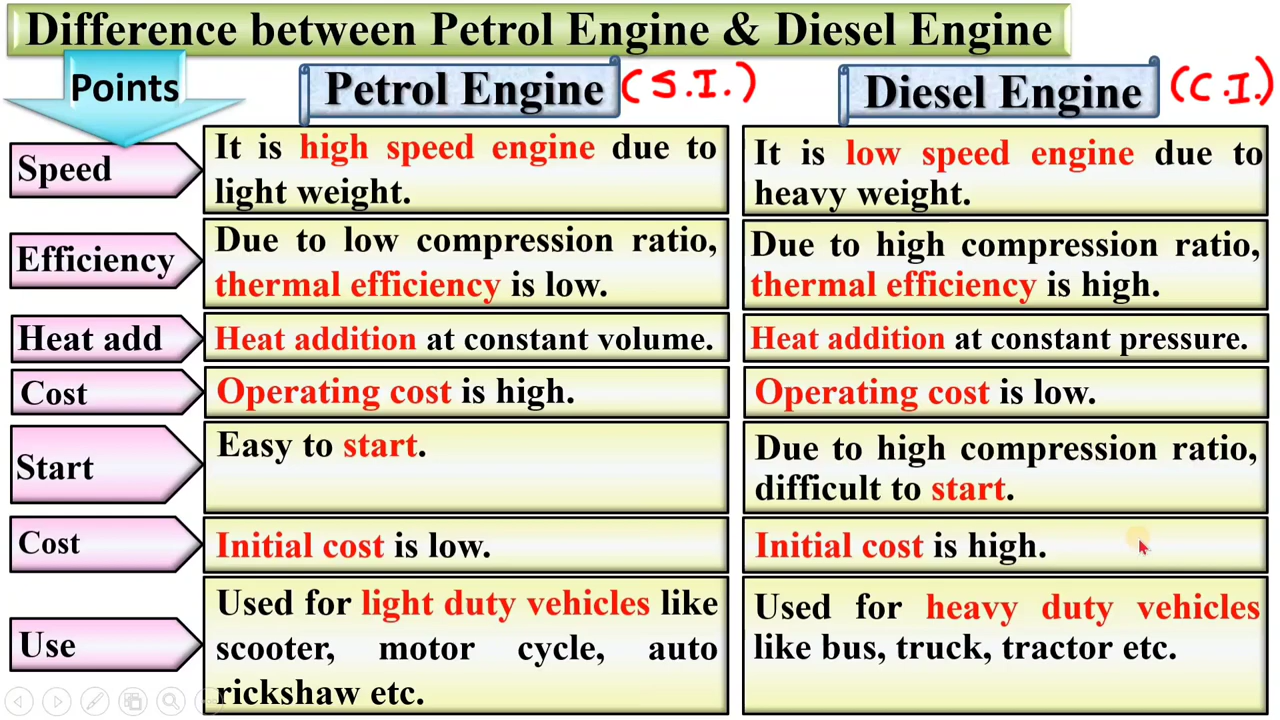 Difference between Petrol Engine & Diesel Engine
Points
Petrol Engine (S.I.)
Diesel Engine (C.I.)
Speed
It is high speed engine due to
light weight.
It is low speed engine due to
heavy weight.
Efficiency
Due to low compression ratio,
thermal efficiency is low.
Due to high compression ratio,
thermal efficiency is high.
Heat add
Heat addition at constant volume.
Heat addition at constant pressure.
Cost
Operating cost is high.
Operating cost is low.
Start
Easy to start.
Due to high compression ratio,
difficult to start.
Cost
Initial cost is low.
Initial cost is high.
Use
Used for light duty vehicles like
scooter, motor cycle, auto
rickshaw etc.
Used for heavy duty vehicles
like bus, truck, tractor etc.